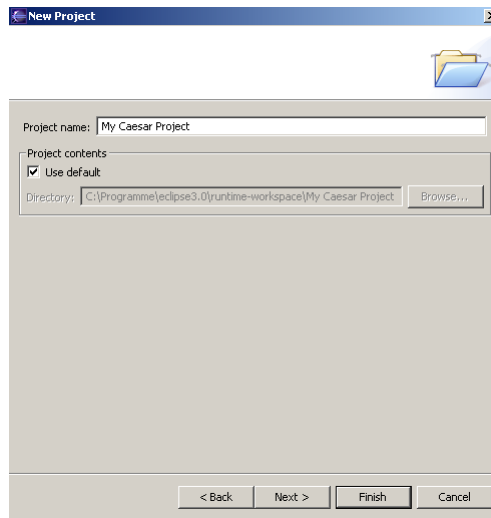 New Project
Project name: My Caesar Project
Project contents
Use default
Directory: C:\Programme\eclipse3.0\runtime-workspace\My Caesar Project Browse...
< Back Next > Finish Cancel